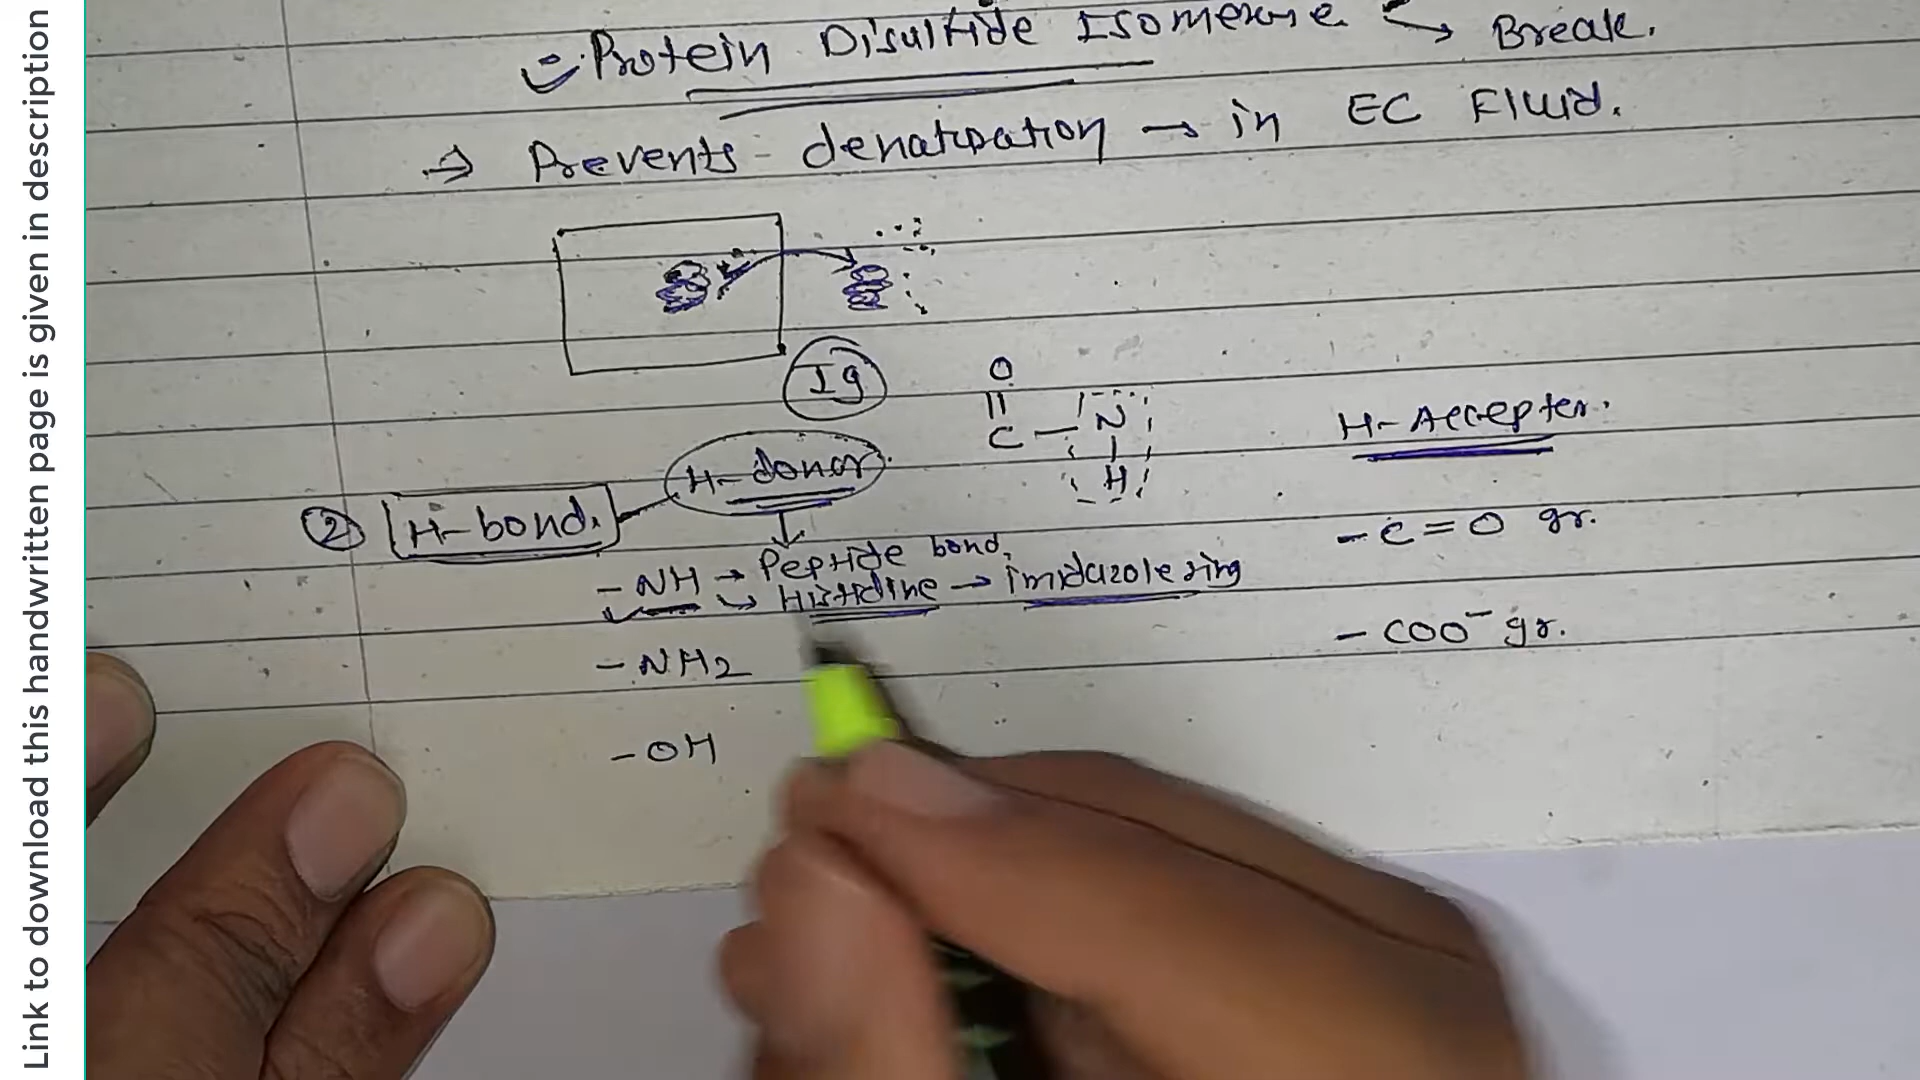 Link to download this handwritten page is given in description
Protein Disulfide Isomerase → Break.
→ Prevents denaturation → in EC Fluid.
Ig
O
C — N
H
H-Accepter.
② H-bond. H-donor.
- C=O gr.
- NH → Peptide bond.
→ Histidine → imidazole ring
- COO⁻ gr.
- NH2
- OH